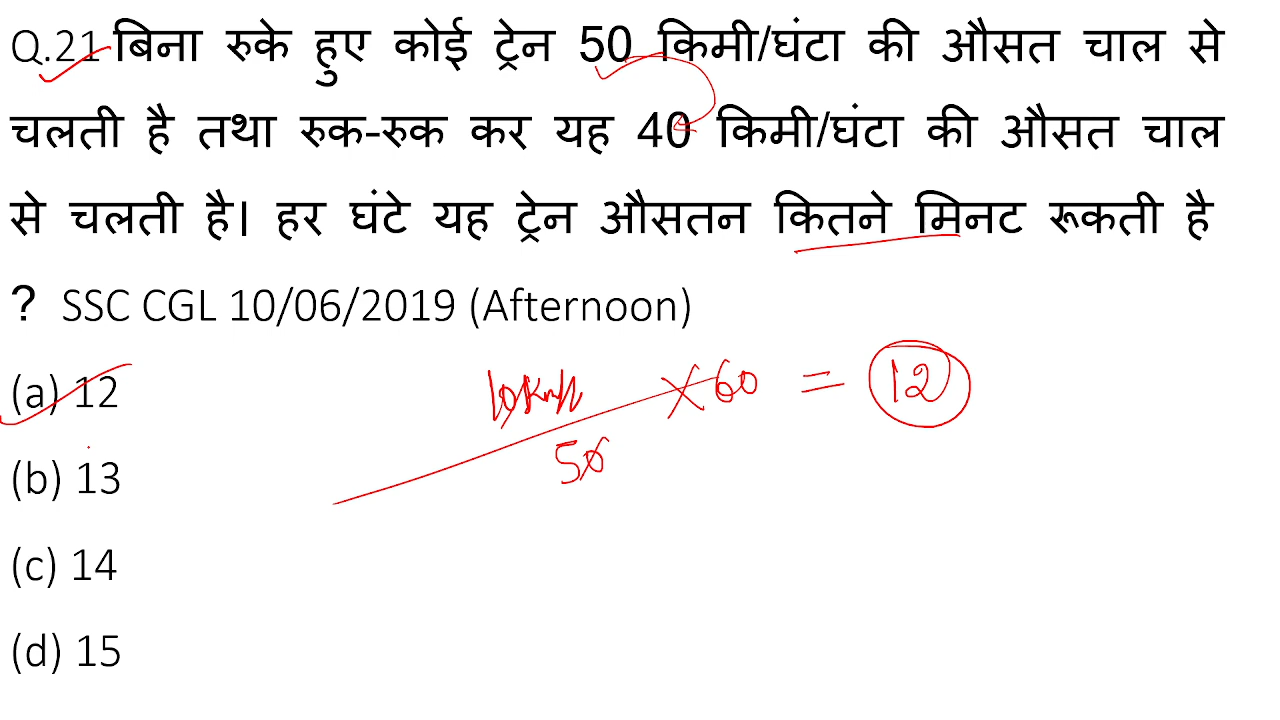 Q.21 बिना रुके हुए कोई ट्रेन 50 किमी/घंटा की औसत चाल से
चलती है तथा रुक-रुक कर यह 40 किमी/घंटा की औसत चाल
से चलती है। हर घंटे यह ट्रेन औसतन कितने मिनट रूकती है
? SSC CGL 10/06/2019 (Afternoon)
(a) 12
10km/h × 60 = 12
50
(b) 13
(c) 14
(d) 15